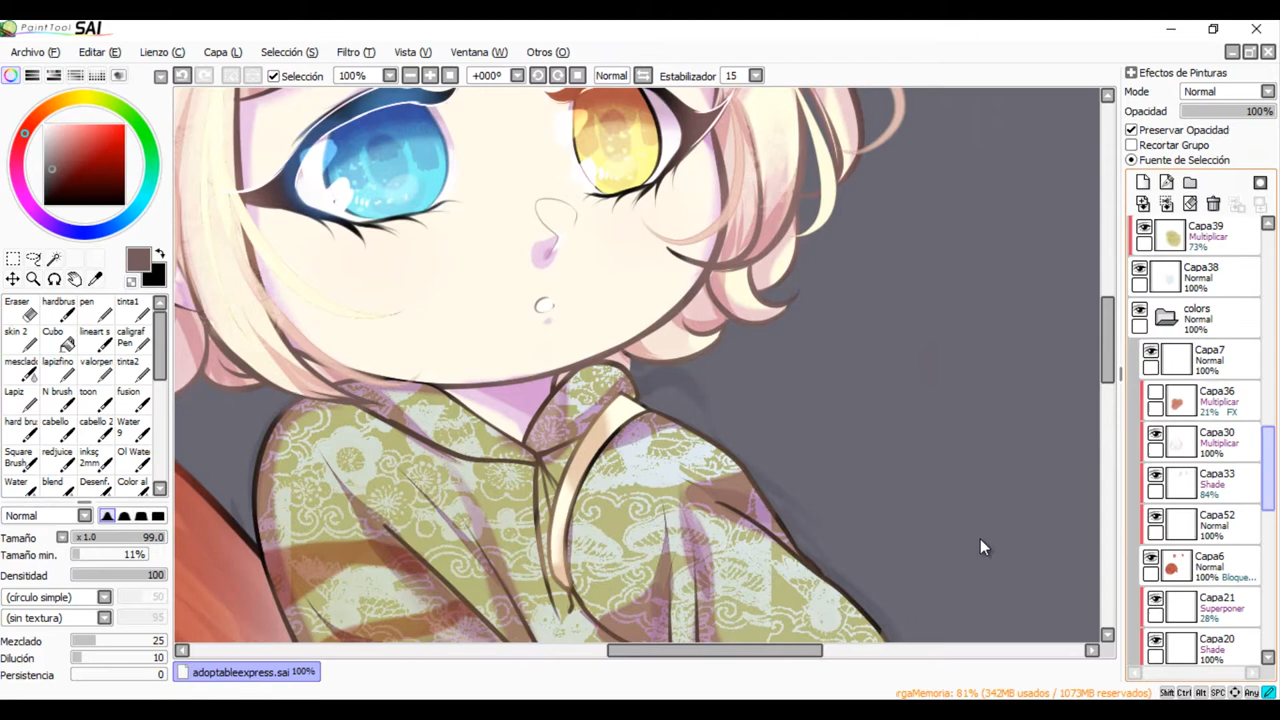 PaintTool SAI
Archivo (F) Editar (E) Lienzo (C) Capa (L) Selección (S) Filtro (T) Vista (V) Ventana (W) Otros (O)
Selección 100% +000º Normal Estabilizador 15
Efectos de Pinturas
Mode Normal
Opacidad 100%
Preservar Opacidad
Recortar Grupo
Fuente de Selección
Capa39
Multiplicar
73%
Capa38
Normal
100%
colors
Normal
100%
Capa7
Normal
100%
Capa36
Multiplicar
21% FX
Capa30
Multiplicar
100%
Capa33
Shade
84%
Capa52
Normal
100%
Capa6
Normal
100% Bloque...
Capa21
Superponer
28%
Capa20
Shade
100%
Eraser hardbrus pen tinta1
skin 2 Cubo lineart s caligraf
Pen
mesclado lapizfino valorpen tinta2
Lapiz N brush toon fusion
hard bru cabello cabello 2 Water
9
Square redjuice inksç Ol Water
Brush 2mm
Water blend Desenf. Color al
Normal
Tamaño x 1.0 99.0
Tamaño min. 11%
Densitidad 100
(círculo simple) 50
(sin textura) 95
Mezclado 25
Dilución 10
Persistencia 0
adoptableexpress.sai 100%
rgaMemoria: 81% (342MB usados / 1073MB reservados) Shift Ctrl Alt SPC Any